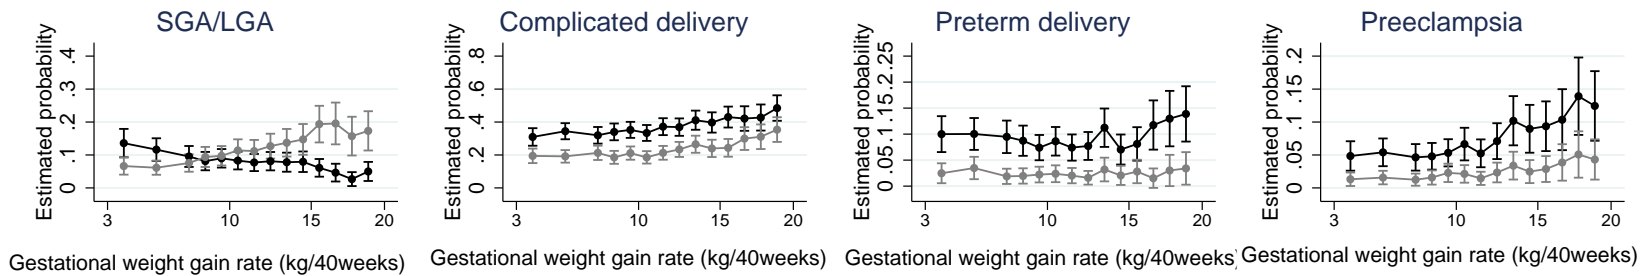 SGA/LGA
Estimated probability
.4
.3
.2
.1
0
3 10 15 20
Gestational weight gain rate (kg/40weeks)
Complicated delivery
Estimated probability
.8
.6
.4
.2
0
3 10 15 20
Gestational weight gain rate (kg/40weeks)
Preterm delivery
Estimated probability
.25
.2
.15
.1
.05
0
3 10 15 20
Gestational weight gain rate (kg/40weeks)
Preeclampsia
Estimated probability
.2
.15
.1
.05
0
3 10 15 20
Gestational weight gain rate (kg/40weeks)